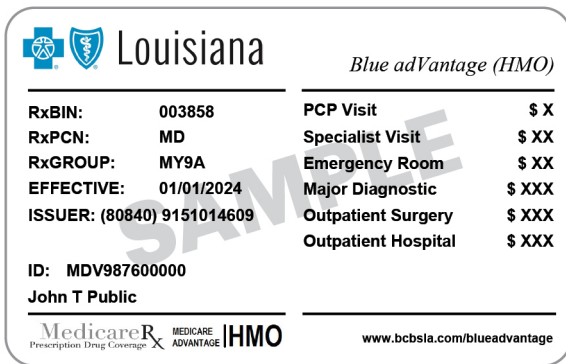 Louisiana
Blue adVantage (HMO)
RxBIN: 003858
RxPCN: MD
RxGROUP: MY9A
EFFECTIVE: 01/01/2024
ISSUER: (80840) 9151014609
PCP Visit $ X
Specialist Visit $ XX
Emergency Room $ XX
Major Diagnostic $ XXX
Outpatient Surgery $ XXX
Outpatient Hospital $ XXX
SAMPLE
ID: MDV987600000
John T Public
MedicareRx
Prescription Drug Coverage
MEDICARE
ADVANTAGE
HMO
www.bcbsla.com/blueadvantage